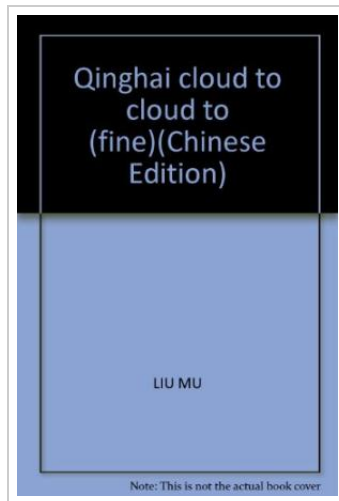 Qinghai cloud to
cloud to
(fine)(Chinese
Edition)
LIU MU
Note: This is not the actual book cover